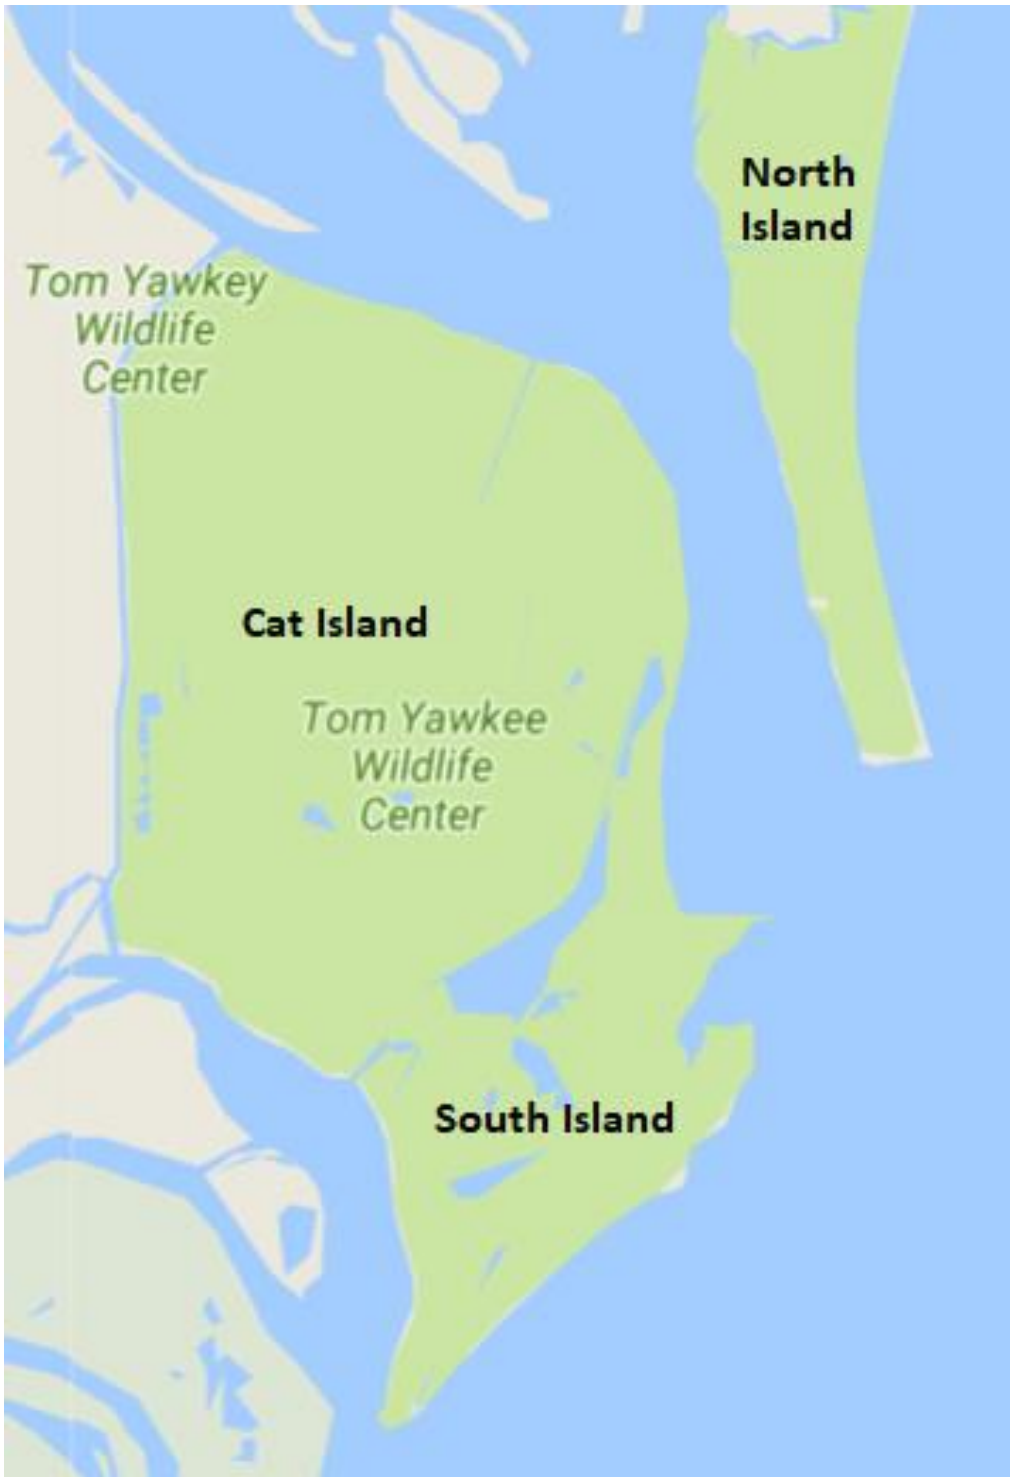 North
Island
Tom Yawkey
Wildlife
Center
Cat Island
Tom Yawkee
Wildlife
Center
South Island